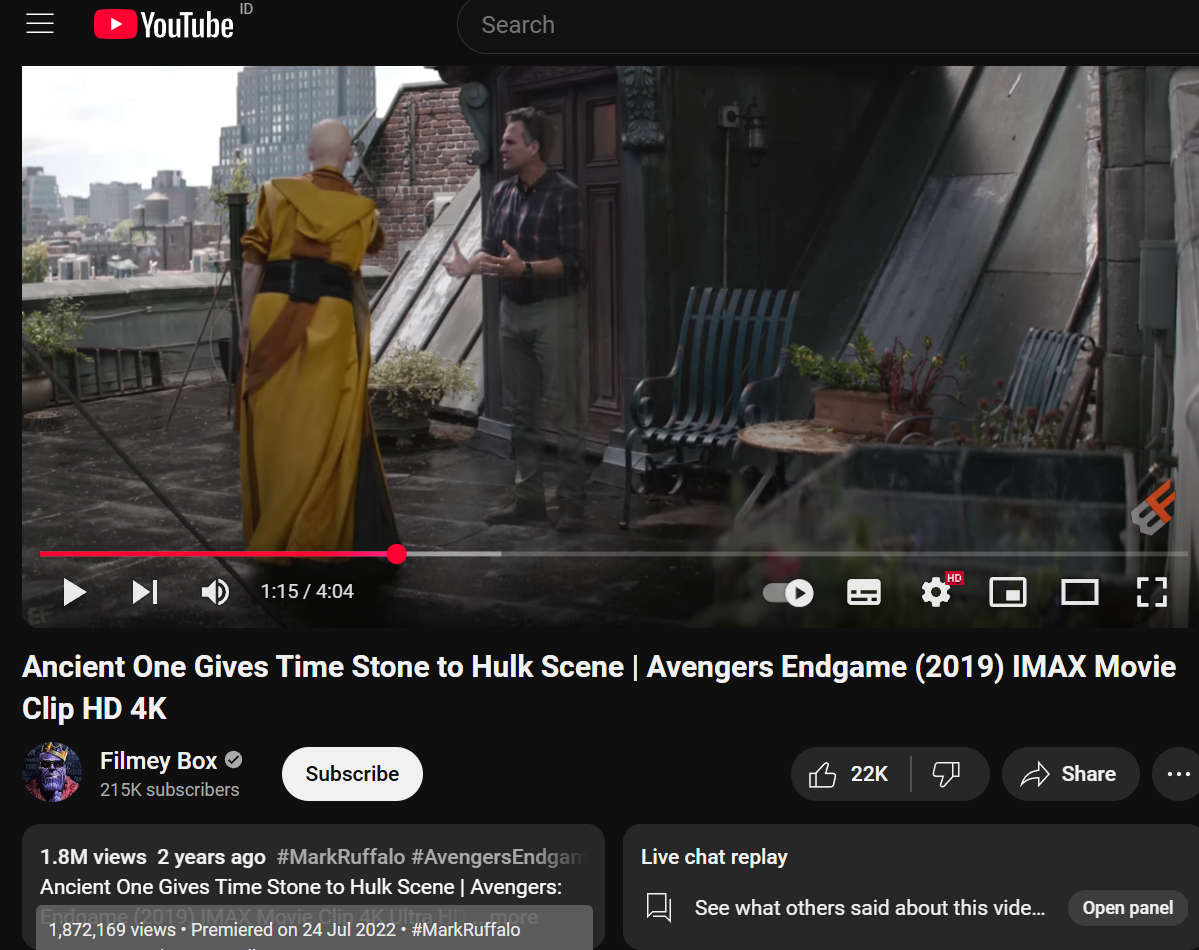 YouTube ID
Search
1:15 / 4:04
HD
Ancient One Gives Time Stone to Hulk Scene | Avengers Endgame (2019) IMAX Movie
Clip HD 4K
Filmey Box
215K subscribers
Subscribe
22K
Share
1.8M views 2 years ago #MarkRuffalo #AvengersEndgam
Ancient One Gives Time Stone to Hulk Scene | Avengers:
Endgame (2019) IMAX Movie Clip 4K Ultra H ...more
1,872,169 views • Premiered on 24 Jul 2022 • #MarkRuffalo
Live chat replay
See what others said about this vide...
Open panel